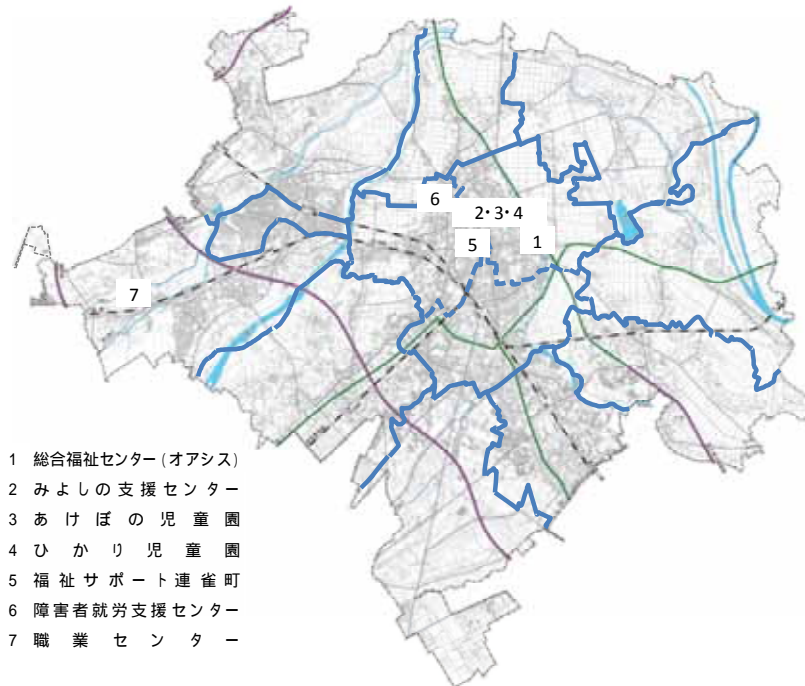 6
2・3・4
5
1
7
1 総合福祉センター(オアシス)
2 みよしの支援センター
3 あけぼの児童園
4 ひかり児童園
5 福祉サポート連雀町
6 障害者就労支援センター
7 職業センター